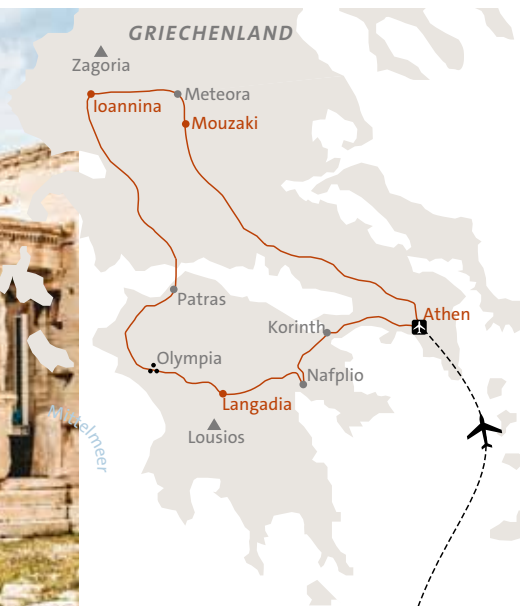 GRIECHENLAND
Zagoria
Ioannina
Meteora
Mouzaki
Patras
Athen
Korinth
Olympia
Nafplio
Langadia
Lousios
Mittelmeer